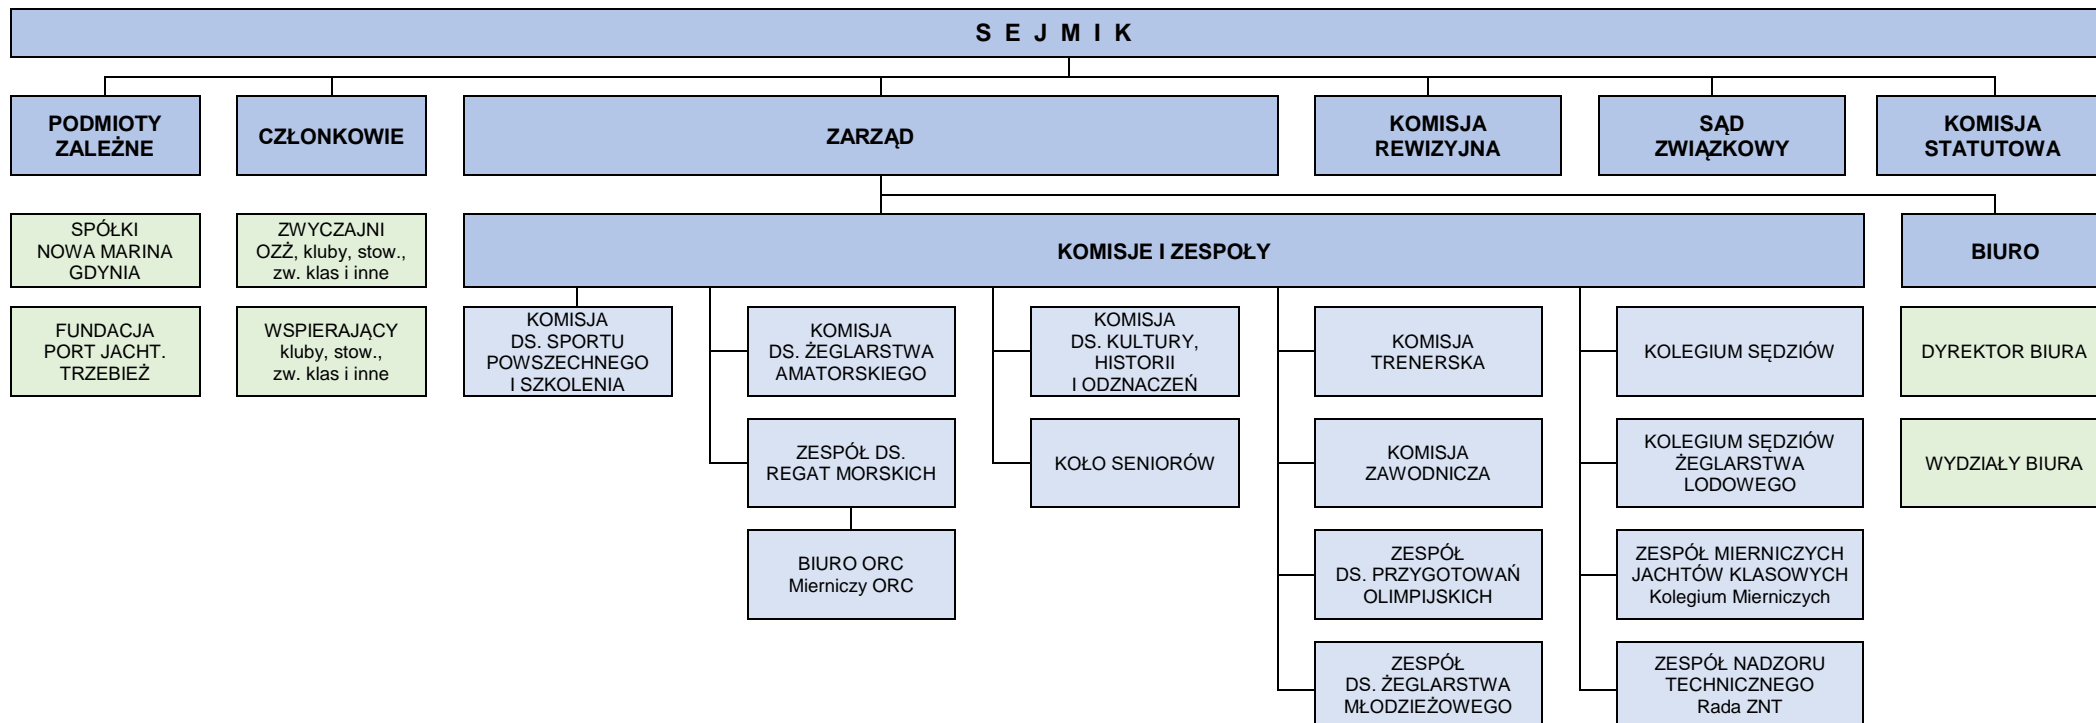 S E J M I K
PODMIOTY
ZALEŻNE
CZŁONKOWIE
ZARZĄD
KOMISJA
REWIZYJNA
SĄD
ZWIĄZKOWY
KOMISJA
STATUTOWA
SPÓŁKI
NOWA MARINA
GDYNIA
ZWYCZAJNI
OZŻ, kluby, stow.,
zw. klas i inne
KOMISJE I ZESPOŁY
BIURO
FUNDACJA
PORT JACHT.
TRZEBIEŻ
WSPIERAJĄCY
kluby, stow.,
zw. klas i inne
KOMISJA
DS. SPORTU
POWSZECHNEGO
I SZKOLENIA
KOMISJA
DS. ŻEGLARSTWA
AMATORSKIEGO
KOMISJA
DS. KULTURY,
HISTORII
I ODZNACZEŃ
KOMISJA
TRENERSKA
KOLEGIUM SĘDZIÓW
DYREKTOR BIURA
ZESPÓŁ DS.
REGAT MORSKICH
KOŁO SENIORÓW
KOMISJA
ZAWODNICZA
KOLEGIUM SĘDZIÓW
ŻEGLARSTWA
LODOWEGO
WYDZIAŁY BIURA
BIURO ORC
Mierniczy ORC
ZESPÓŁ
DS. PRZYGOTOWAŃ
OLIMPIJSKICH
ZESPÓŁ MIERNICZYCH
JACHTÓW KLASOWYCH
Kolegium Mierniczych
ZESPÓŁ
DS. ŻEGLARSTWA
MŁODZIEŻOWEGO
ZESPÓŁ NADZORU
TECHNICZNEGO
Rada ZNT